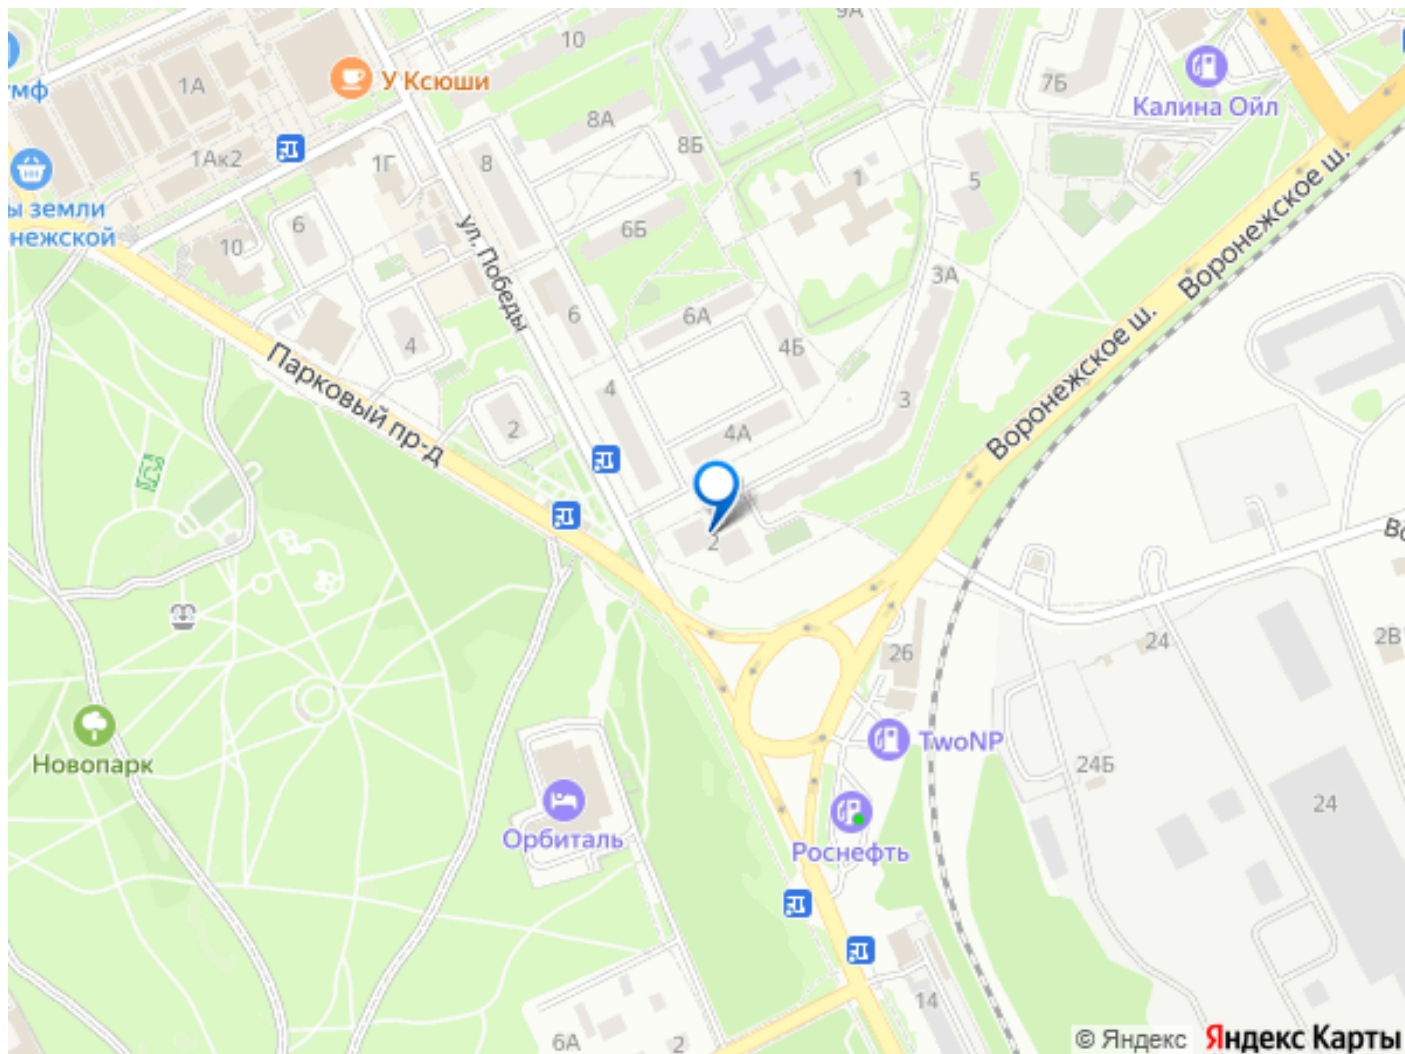 9А
10
7Б
1А
У Ксюши
Калина Ойл
умф
8А
8Б
1Ак2
1Г
8
1
5
ы земли
нежской
6
10
6Б
ул. Победы
3А
Воронежское ш.
6
6А
4
4Б
Воронежское ш.
Парковый пр-д
4
3
2
4А
2
Во
26
24
2В
TwoNP
Новопарк
24Б
24
Орбиталь
Роснефть
14
6А
2
© Яндекс
Яндекс Карты